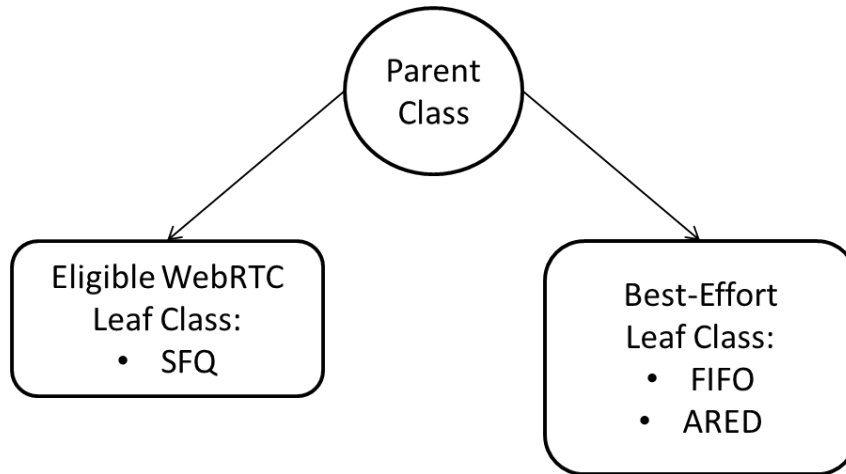 Parent
Class
Eligible WebRTC
Leaf Class:
• SFQ
Best-Effort
Leaf Class:
• FIFO
• ARED